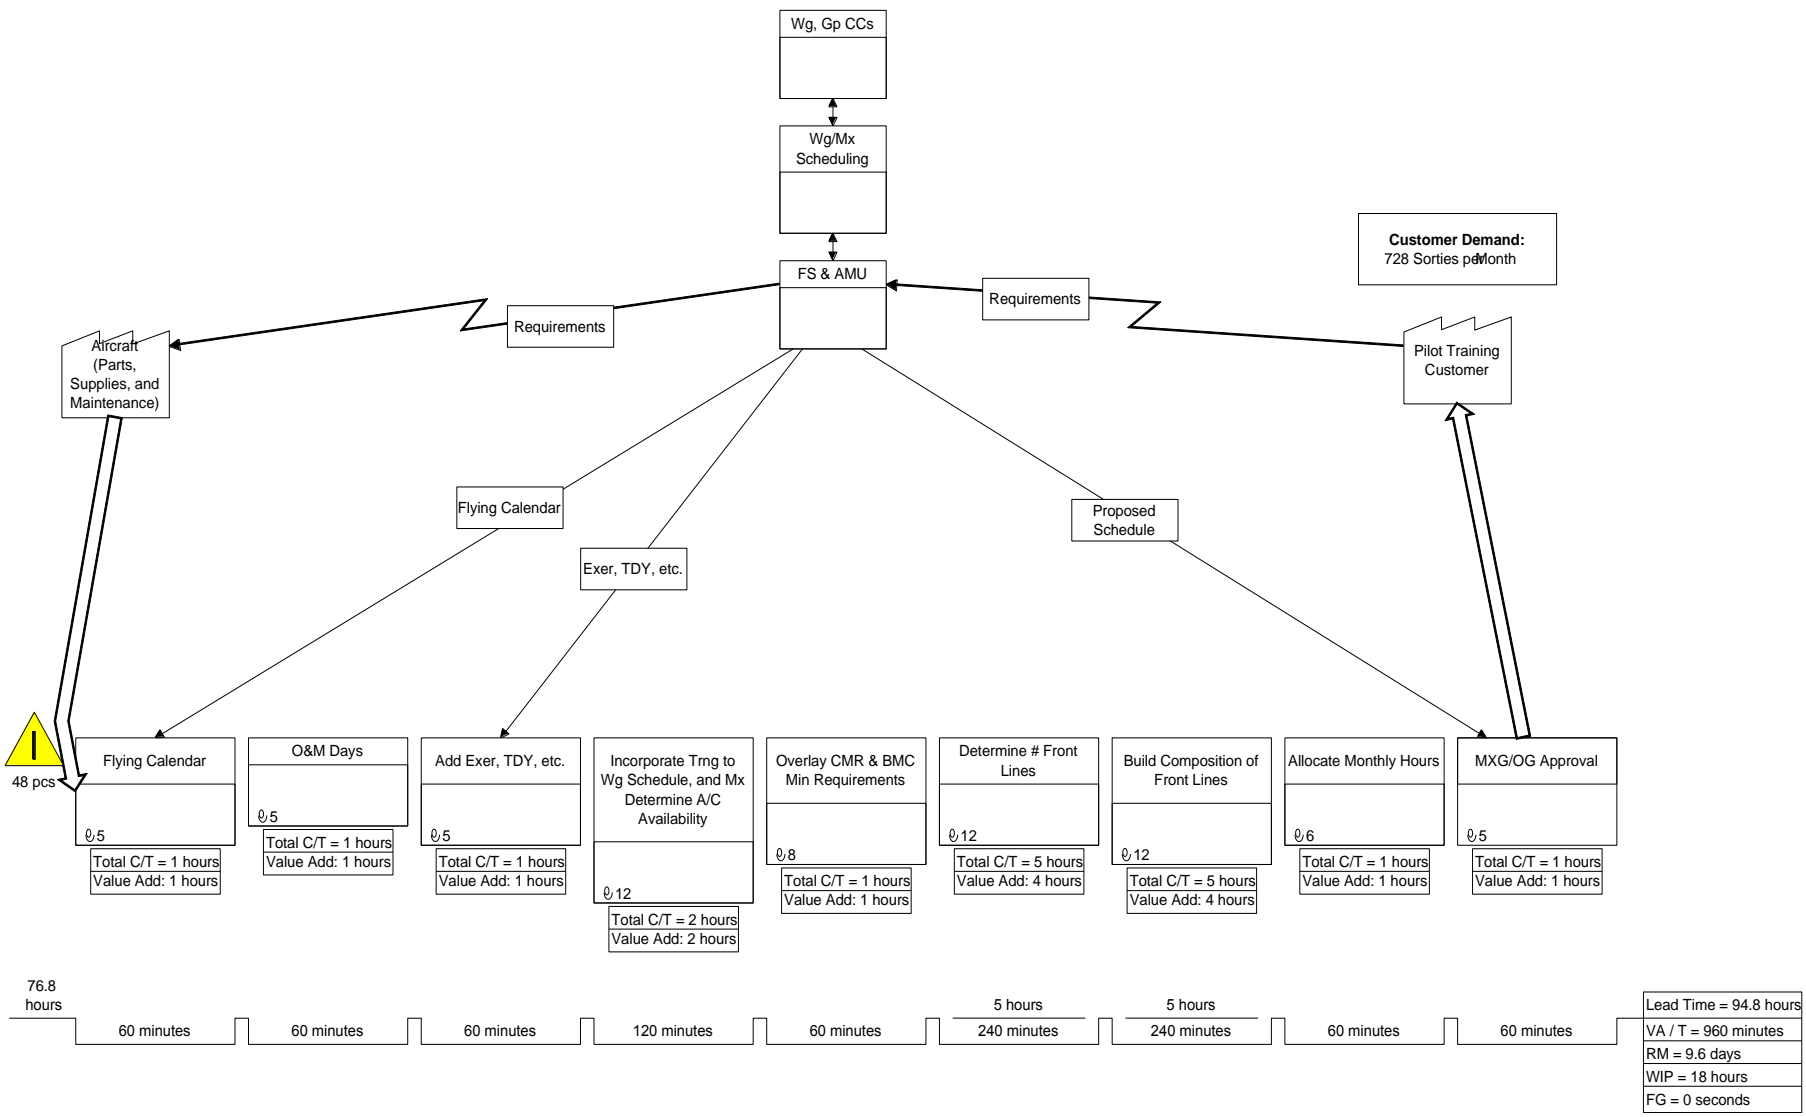 Wg, Gp CCs
Wg/Mx
Scheduling
FS & AMU
Customer Demand:
728 Sorties per Month
Requirements
Requirements
Aircraft
(Parts,
Supplies, and
Maintenance)
Pilot Training
Customer
Flying Calendar
Exer, TDY, etc.
Proposed
Schedule
I
48 pcs
Flying Calendar
5
Total C/T = 1 hours
Value Add: 1 hours
O&M Days
5
Total C/T = 1 hours
Value Add: 1 hours
Add Exer, TDY, etc.
5
Total C/T = 1 hours
Value Add: 1 hours
Incorporate Trng to
Wg Schedule, and Mx
Determine A/C
Availability
12
Total C/T = 2 hours
Value Add: 2 hours
Overlay CMR & BMC
Min Requirements
8
Total C/T = 1 hours
Value Add: 1 hours
Determine # Front
Lines
12
Total C/T = 5 hours
Value Add: 4 hours
Build Composition of
Front Lines
12
Total C/T = 5 hours
Value Add: 4 hours
Allocate Monthly Hours
6
Total C/T = 1 hours
Value Add: 1 hours
MXG/OG Approval
5
Total C/T = 1 hours
Value Add: 1 hours
76.8
hours
60 minutes
60 minutes
60 minutes
120 minutes
60 minutes
5 hours
240 minutes
5 hours
240 minutes
60 minutes
60 minutes
Lead Time = 94.8 hours
VA / T = 960 minutes
RM = 9.6 days
WIP = 18 hours
FG = 0 seconds